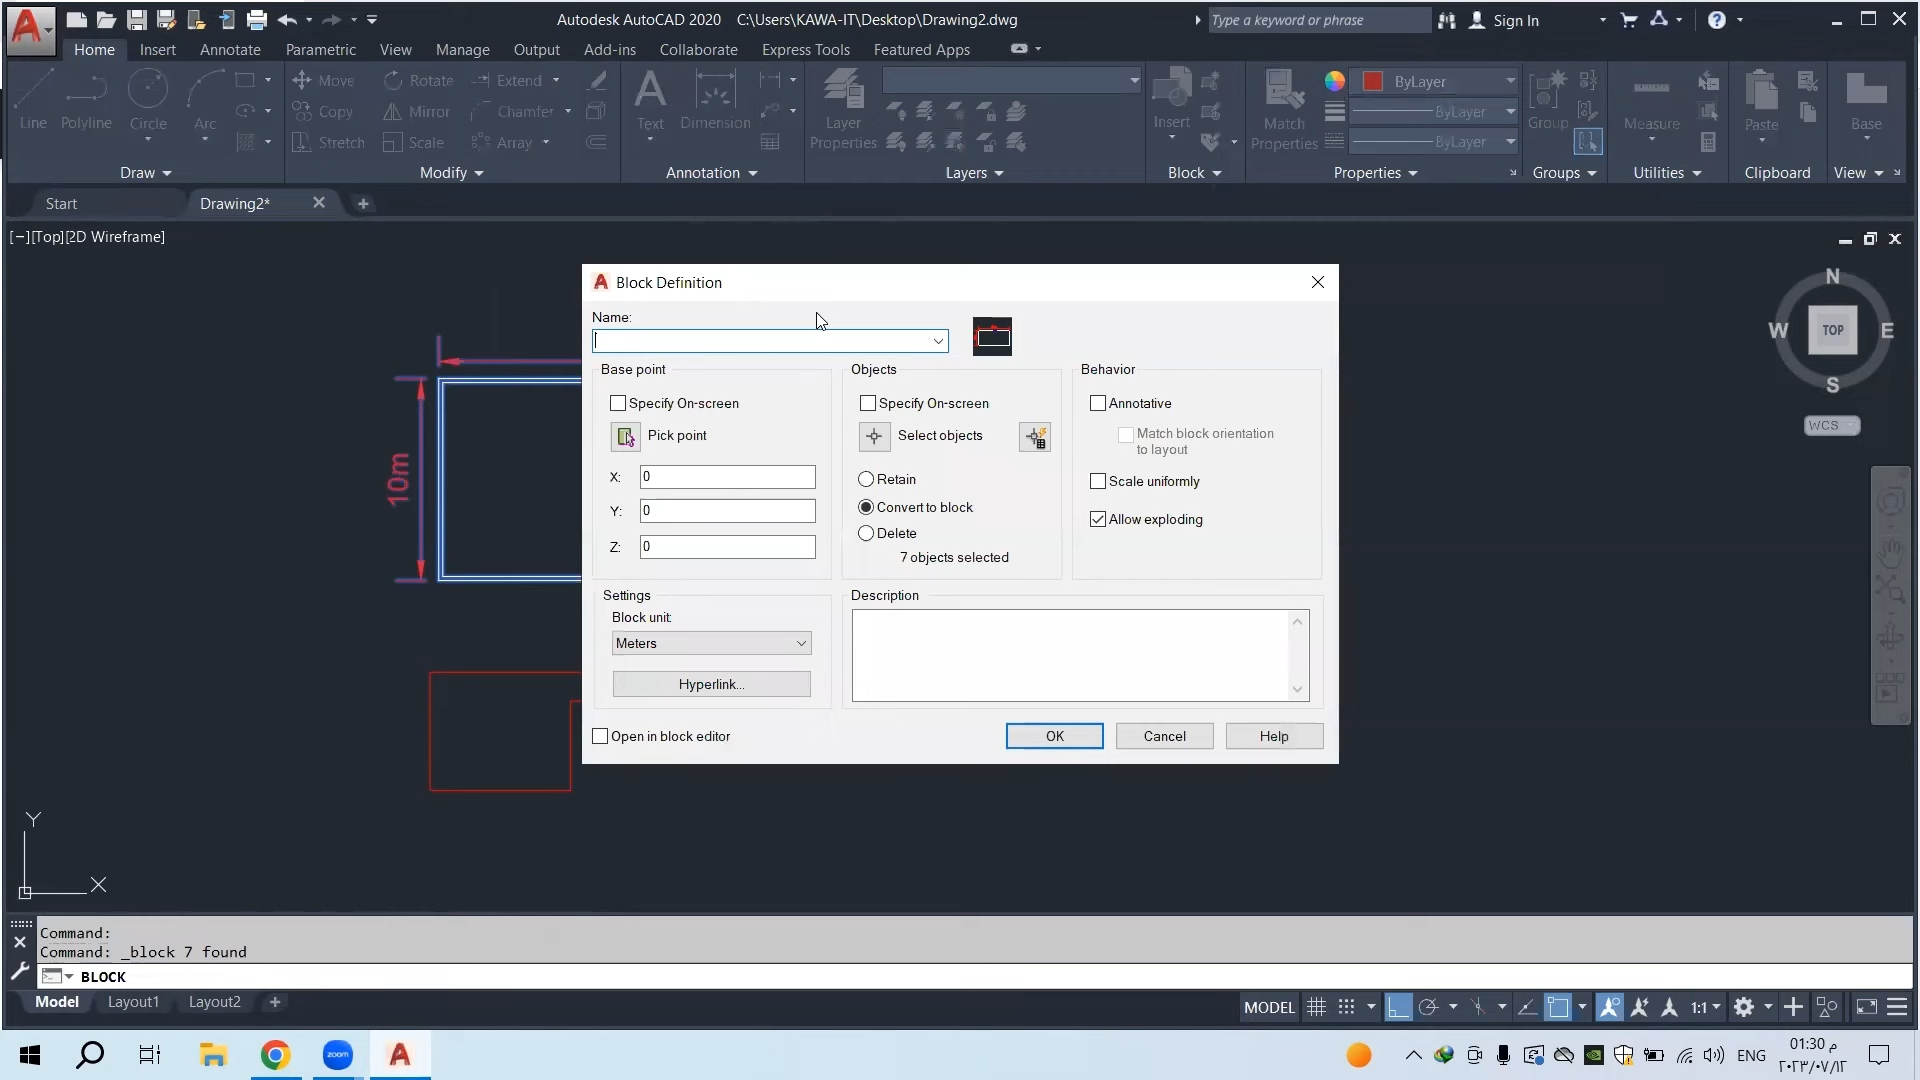 Autodesk AutoCAD 2020 C:\Users\KAWA-IT\Desktop\Drawing2.dwg
Type a keyword or phrase
Sign In
Home Insert Annotate Parametric View Manage Output Add-ins Collaborate Express Tools Featured Apps
Line Polyline Circle Arc
Move Rotate Extend
Copy Mirror Chamfer
Stretch Scale Array
Text Dimension
Layer Properties
Insert
Match Properties
ByLayer
ByLayer
ByLayer
Group
Measure
Paste
Base
Draw Modify Annotation Layers Block Properties Groups Utilities Clipboard View
Start Drawing2*
[−][Top][2D Wireframe]
N
W TOP E
S
WCS
10m
Block Definition
Name:
Base point
Specify On-screen
Pick point
X: 0
Y: 0
Z: 0
Objects
Specify On-screen
Select objects
Retain
Convert to block
Delete
7 objects selected
Behavior
Annotative
Match block orientation
to layout
Scale uniformly
Allow exploding
Settings
Block unit:
Meters
Hyperlink...
Description
Open in block editor
OK Cancel Help
Y
X
Command:
Command: _block 7 found
BLOCK
Model Layout1 Layout2
MODEL 1:1
zoom
ENG
01:30 م
٢٠٢٣/٠٧/١٢